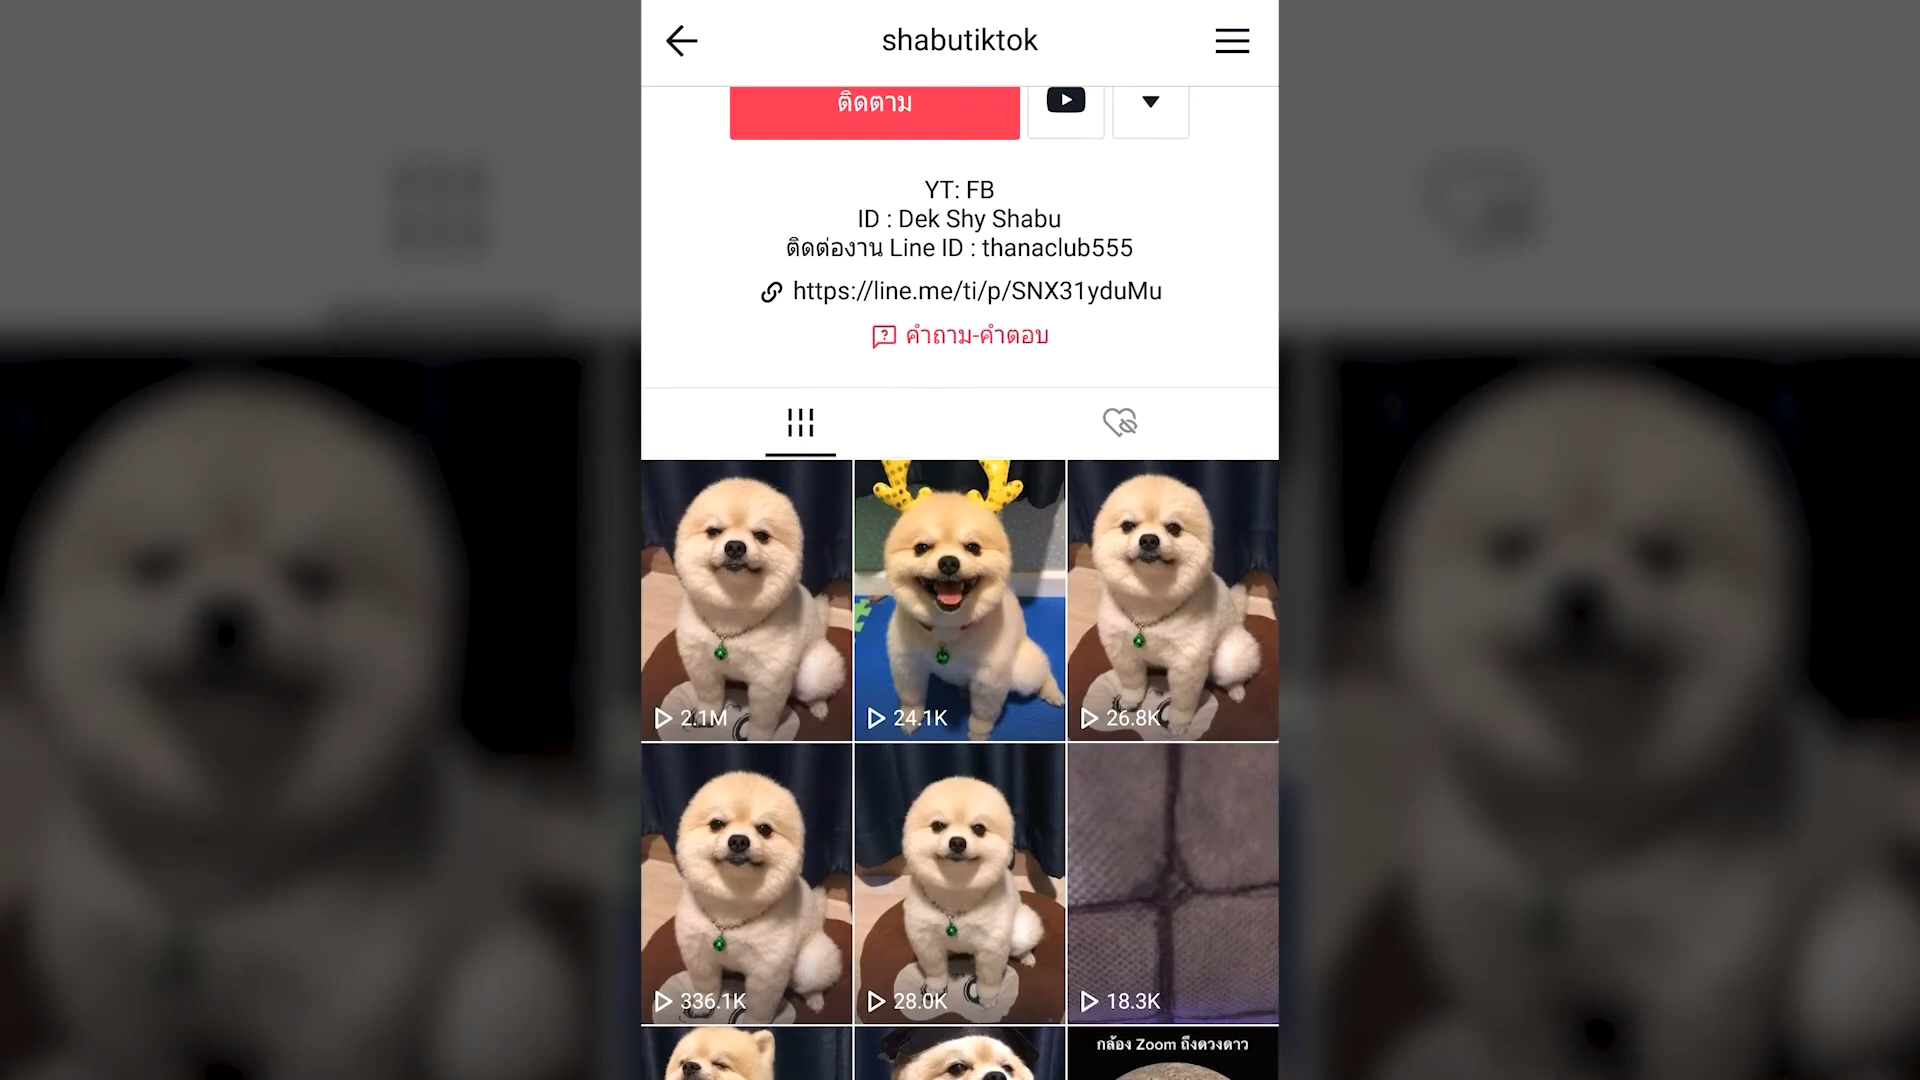 shabutiktok
ติดตาม
YT: FB
ID : Dek Shy Shabu
ติดต่องาน Line ID : thanaclub555
https://line.me/ti/p/SNX31yduMu
คำถาม-คำตอบ
2.1M
24.1K
26.8K
336.1K
28.0K
18.3K
กล้อง Zoom ถึงดวงดาว